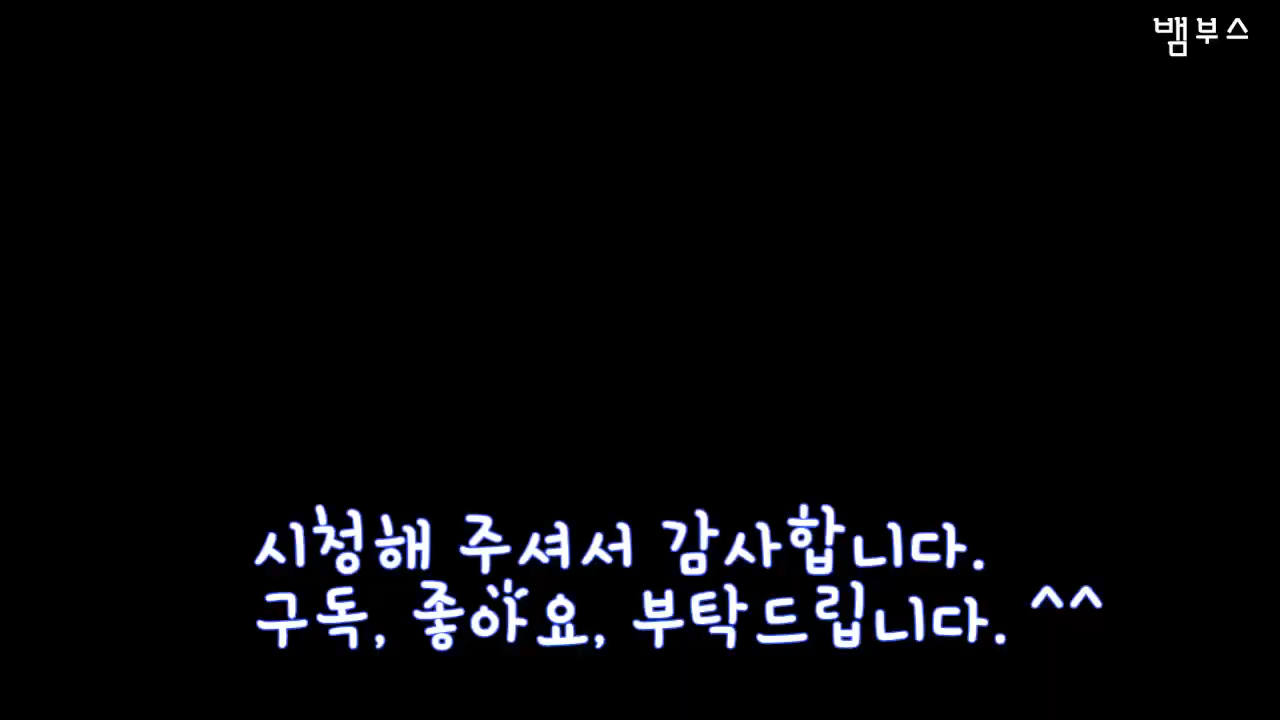 뱀부스
시청해 주셔서 감사합니다.
구독, 좋아요, 부탁드립니다. ^^